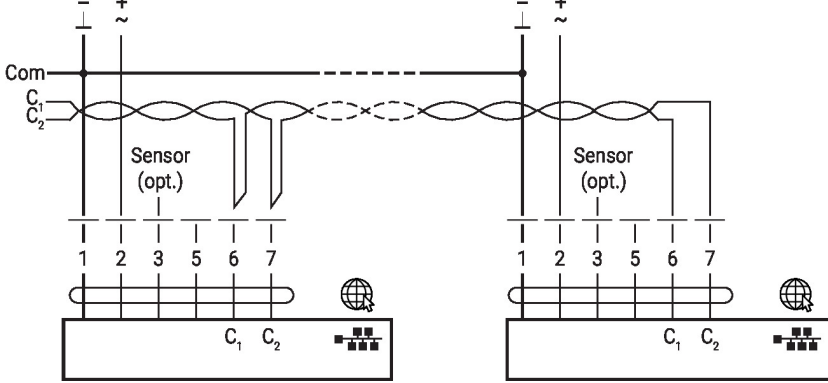 − + − +
⊥ ~ ⊥ ~
Com
C₁
C₂
Sensor Sensor
(opt.) (opt.)
1 2 3 5 6 7 1 2 3 5 6 7
C₁ C₂ C₁ C₂